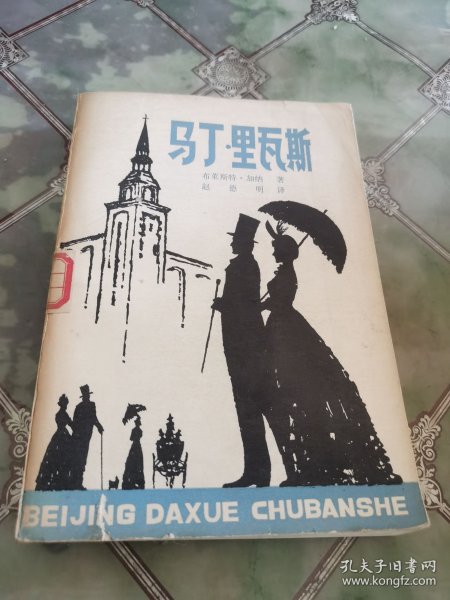 马丁·里瓦斯
布莱斯特·加纳 著
赵德明 译
BEIJING DAXUE CHUBANSHE
孔夫子旧书网
www.kongfz.com